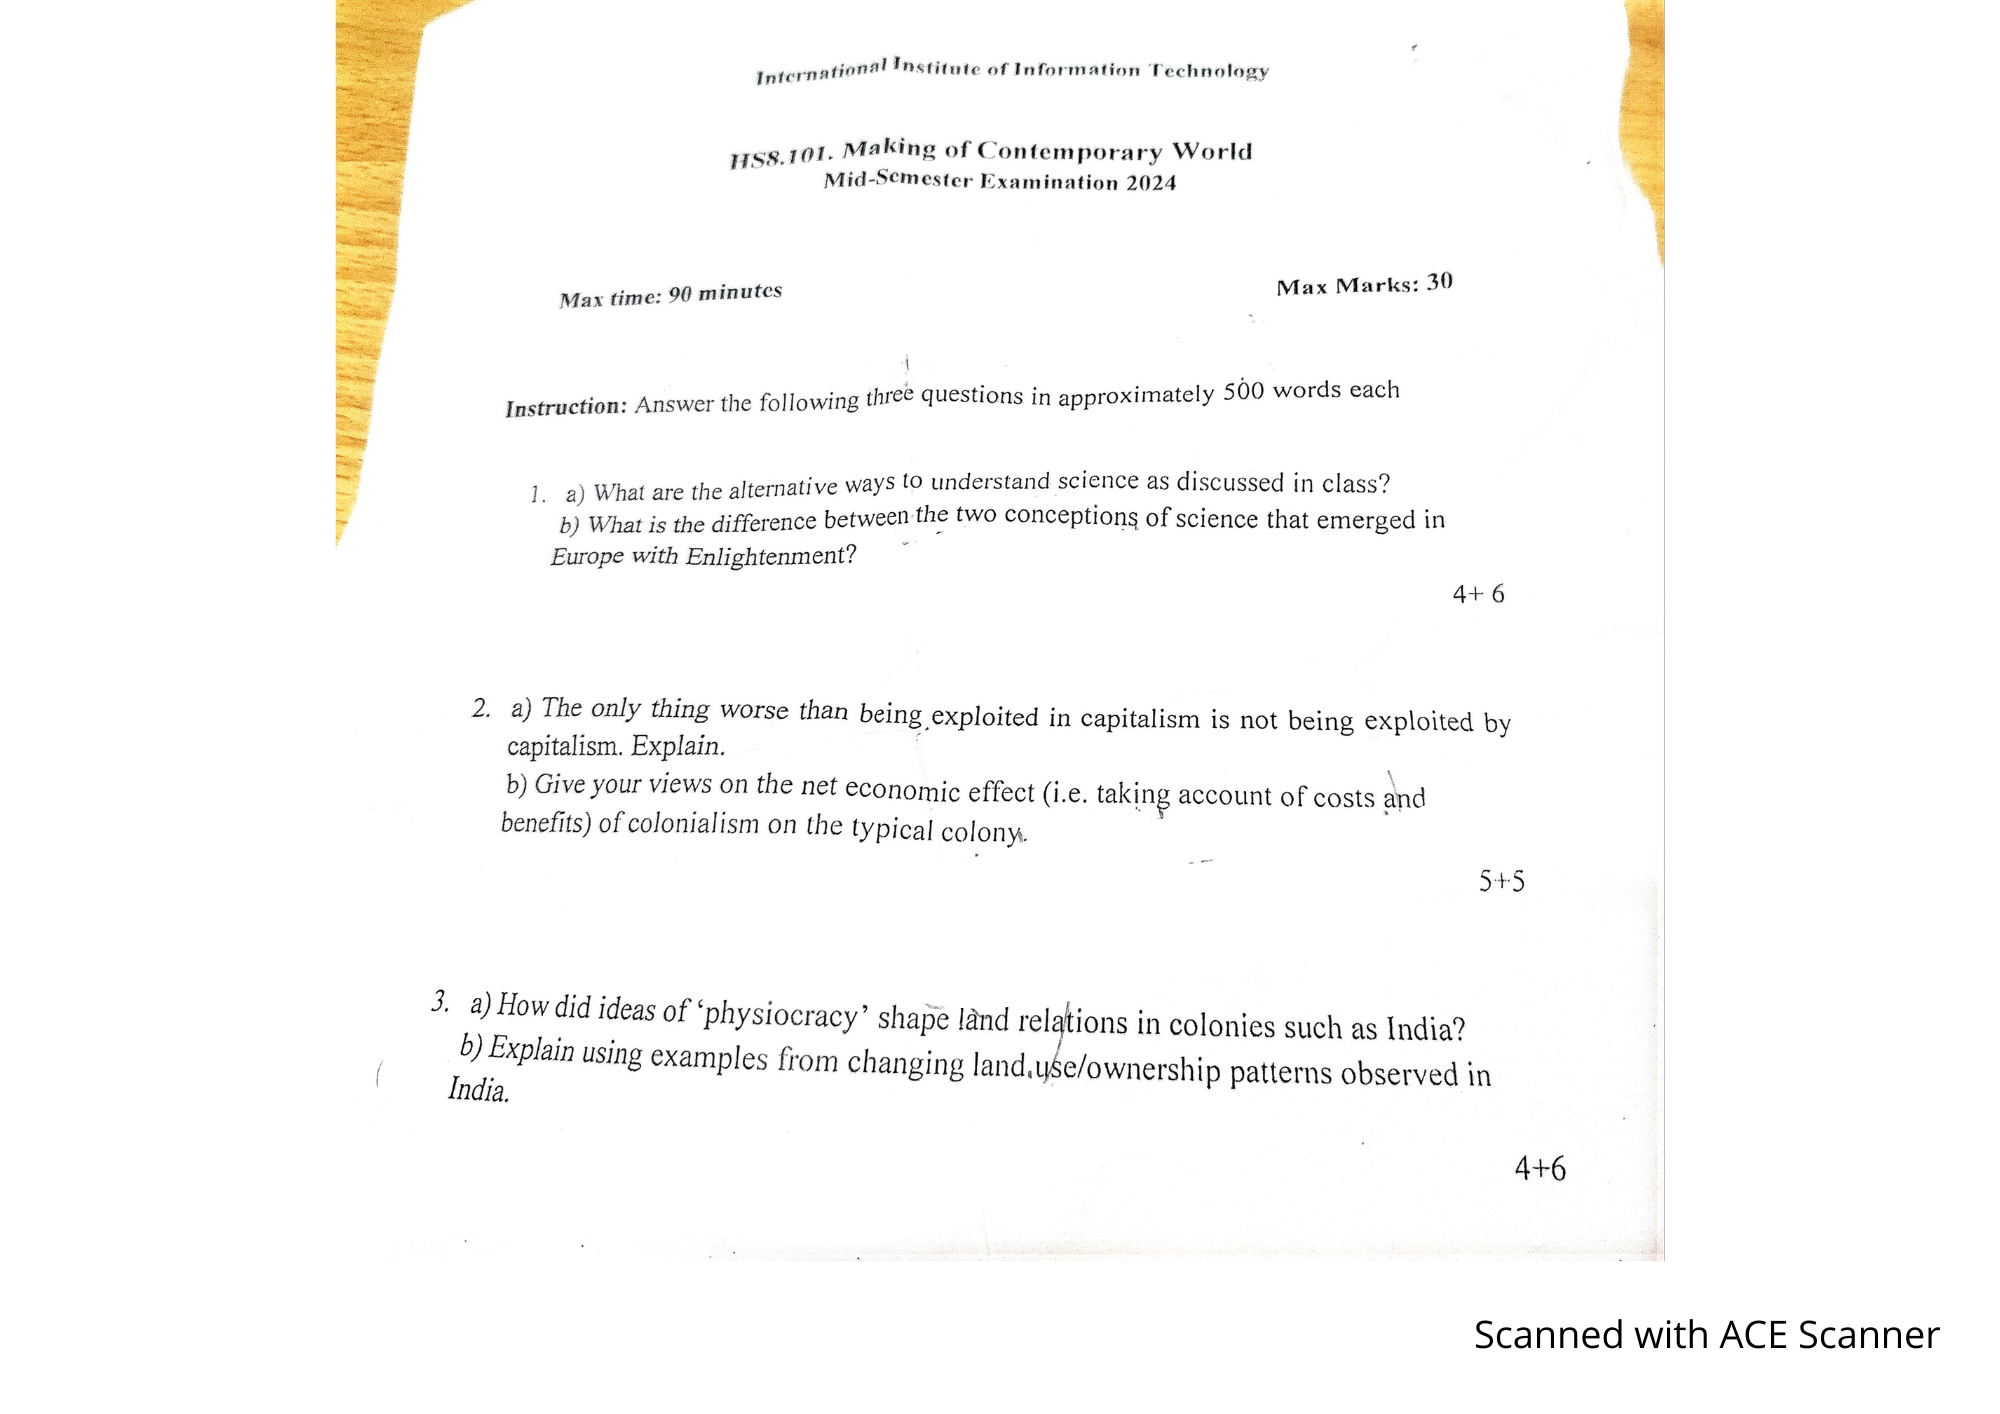 International Institute of Information Technology
HS8.101. Making of Contemporary World
Mid-Semester Examination 2024
Max time: 90 minutes
Max Marks: 30
Instruction: Answer the following three questions in approximately 500 words each
1. a) What are the alternative ways to understand science as discussed in class?
b) What is the difference between the two conceptions of science that emerged in
Europe with Enlightenment?
4+ 6
2. a) The only thing worse than being exploited in capitalism is not being exploited by
capitalism. Explain.
b) Give your views on the net economic effect (i.e. taking account of costs and
benefits) of colonialism on the typical colony.
5+5
3. a) How did ideas of ‘physiocracy’ shape land relations in colonies such as India?
b) Explain using examples from changing land use/ownership patterns observed in
India.
4+6
Scanned with ACE Scanner